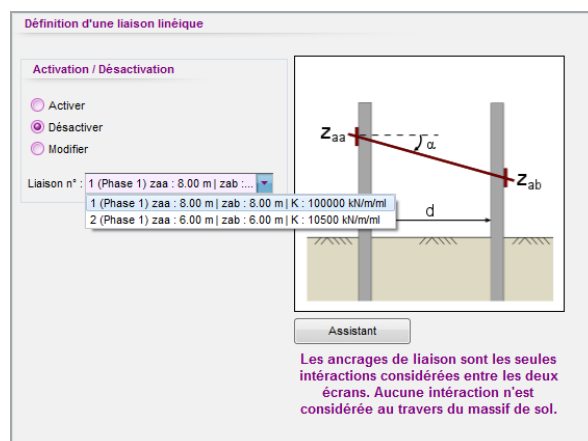 Définition d'une liaison linéique
Activation / Désactivation
Activer
Désactiver
Modifier
Liaison n° : 1 (Phase 1) zaa : 8.00 m | zab :...
1 (Phase 1) zaa : 8.00 m | zab : 8.00 m | K : 100000 kN/m/ml
2 (Phase 1) zaa : 6.00 m | zab : 6.00 m | K : 10500 kN/m/ml
Zaa
α
Zab
d
Assistant
Les ancrages de liaison sont les seules
intéractions considérées entre les deux
écrans. Aucune intéraction n'est
considérée au travers du massif de sol.